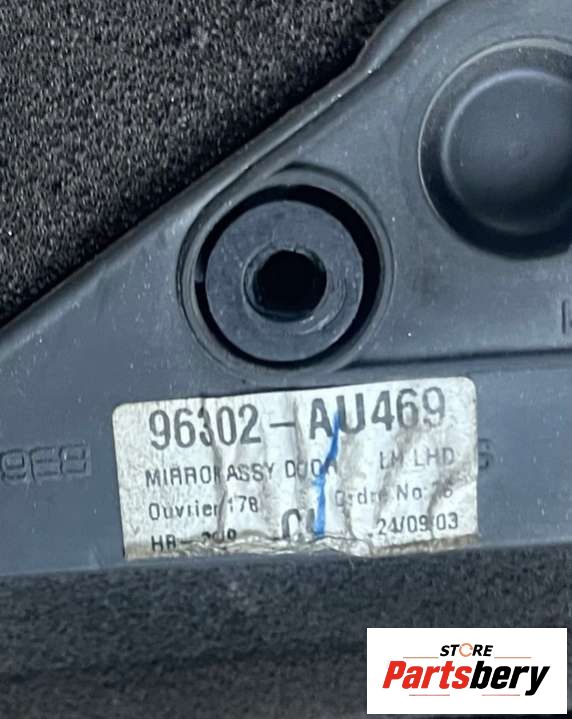 96302-AU469
MIRROR ASSY DOOR LH LHD
Ouvrier 178 Ordre No
24/09/03
STORE
Partsbery